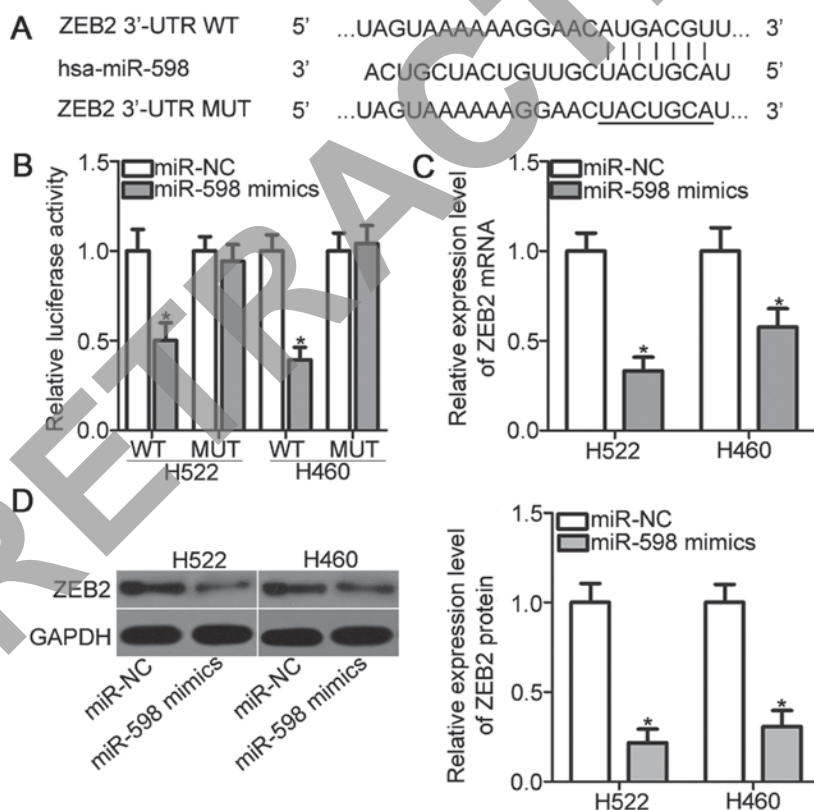 A
ZEB2 3'-UTR WT 5' ...UAGUAAAAAAGGAACAUGACGUU... 3'
hsa-miR-598 3' ACUGCUACUGUUGCUACUGCAU 5'
ZEB2 3'-UTR MUT 5' ...UAGUAAAAAAGGAACUACUGCAU... 3'
B
Relative luciferase activity
1.5
1.0
0.5
0.0
miR-NC
miR-598 mimics
*
*
WT MUT WT MUT
H522 H460
C
Relative expression level
of ZEB2 mRNA
1.5
1.0
0.5
0.0
miR-NC
miR-598 mimics
*
*
H522 H460
D
H522 H460
ZEB2
GAPDH
miR-NC
miR-598 mimics
miR-NC
miR-598 mimics
Relative expression level
of ZEB2 protein
1.5
1.0
0.5
0.0
miR-NC
miR-598 mimics
*
*
H522 H460
RETRACT